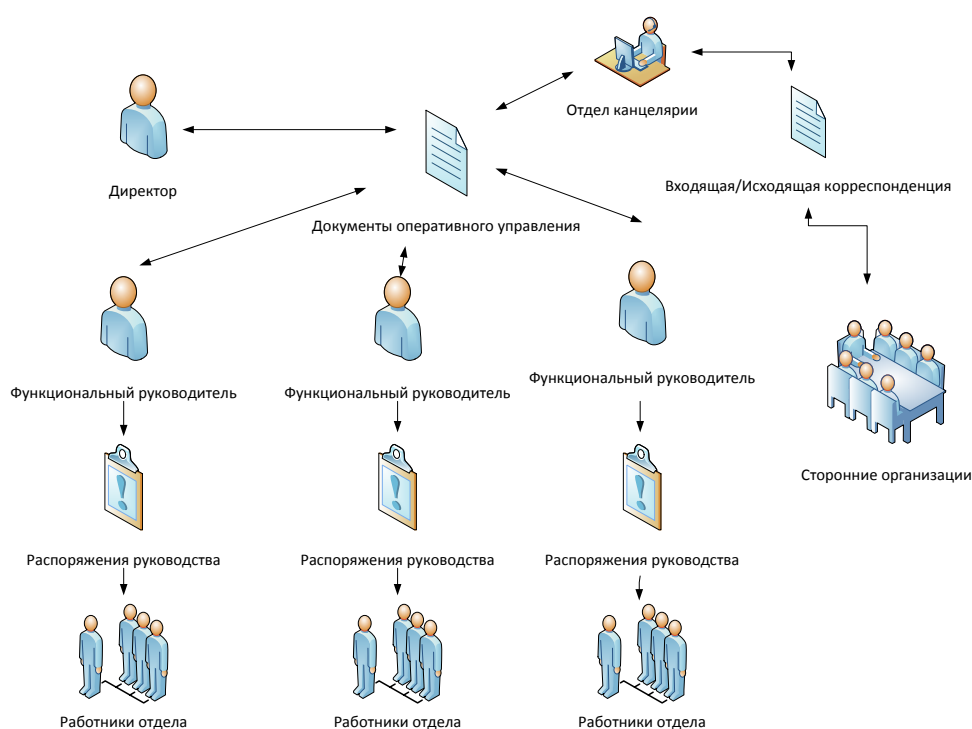 Отдел канцелярии
Директор
Входящая/Исходящая корреспонденция
Документы оперативного управления
Функциональный руководитель
Функциональный руководитель
Функциональный руководитель
Сторонние организации
Распоряжения руководства
Распоряжения руководства
Распоряжения руководства
Работники отдела
Работники отдела
Работники отдела